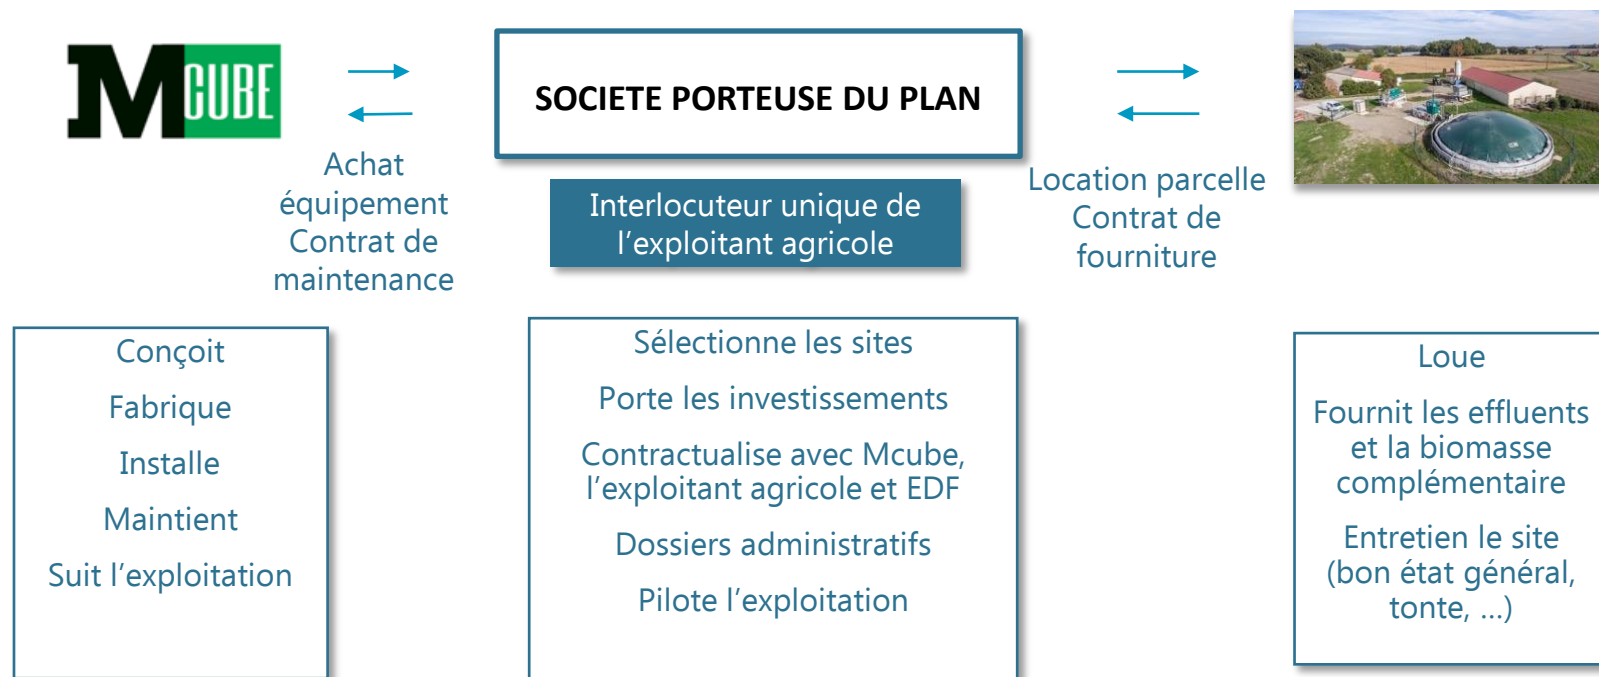 MCUBE
SOCIETE PORTEUSE DU PLAN
Achat
équipement
Contrat de
maintenance
Interlocuteur unique de
l’exploitant agricole
Location parcelle
Contrat de
fourniture
Conçoit
Fabrique
Installe
Maintient
Suit l’exploitation
Sélectionne les sites
Porte les investissements
Contractualise avec Mcube,
l’exploitant agricole et EDF
Dossiers administratifs
Pilote l’exploitation
Loue
Fournit les effluents
et la biomasse
complémentaire
Entretien le site
(bon état général,
tonte, ...)